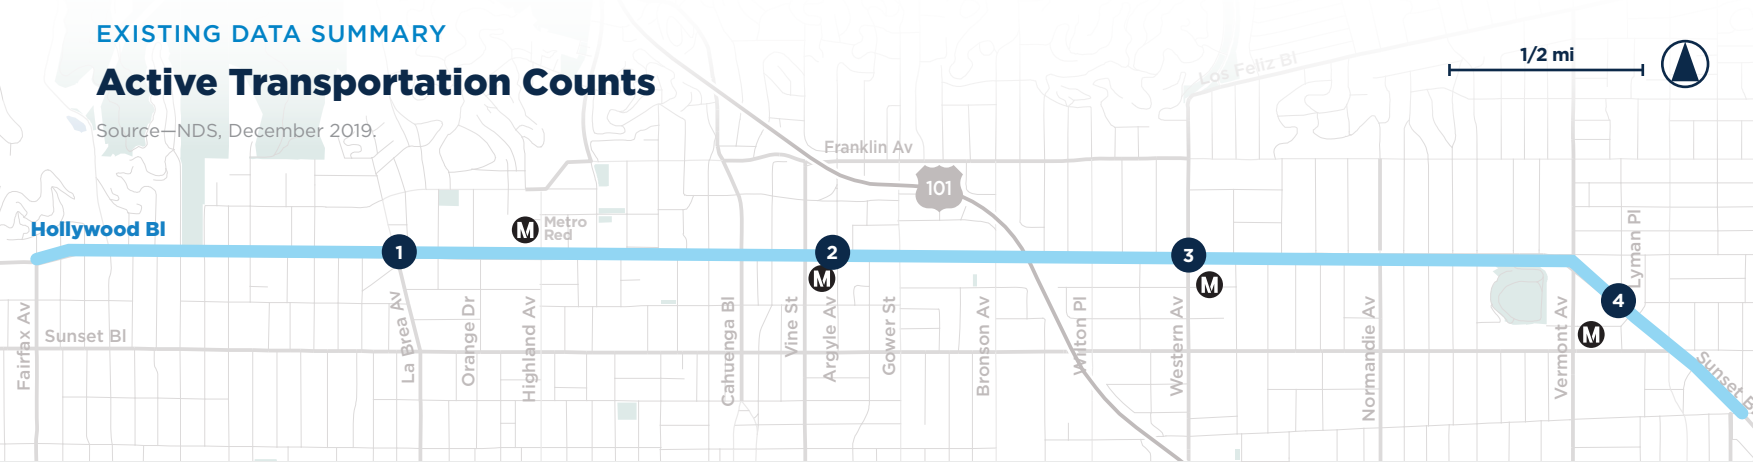 EXISTING DATA SUMMARY
Active Transportation Counts
Source—NDS, December 2019.
1/2 mi
Los Feliz Bl
Franklin Av
101
Hollywood Bl
M
Metro
Red
1
2
3
4
M
M
M
Lyman Pl
Sunset Bl
Fairfax Av
La Brea Av
Orange Dr
Highland Av
Cahuenga Bl
Vine St
Argyle Av
Gower St
Bronson Av
Wilton Pl
Western Av
Normandie Av
Vermont Av
Sunset B